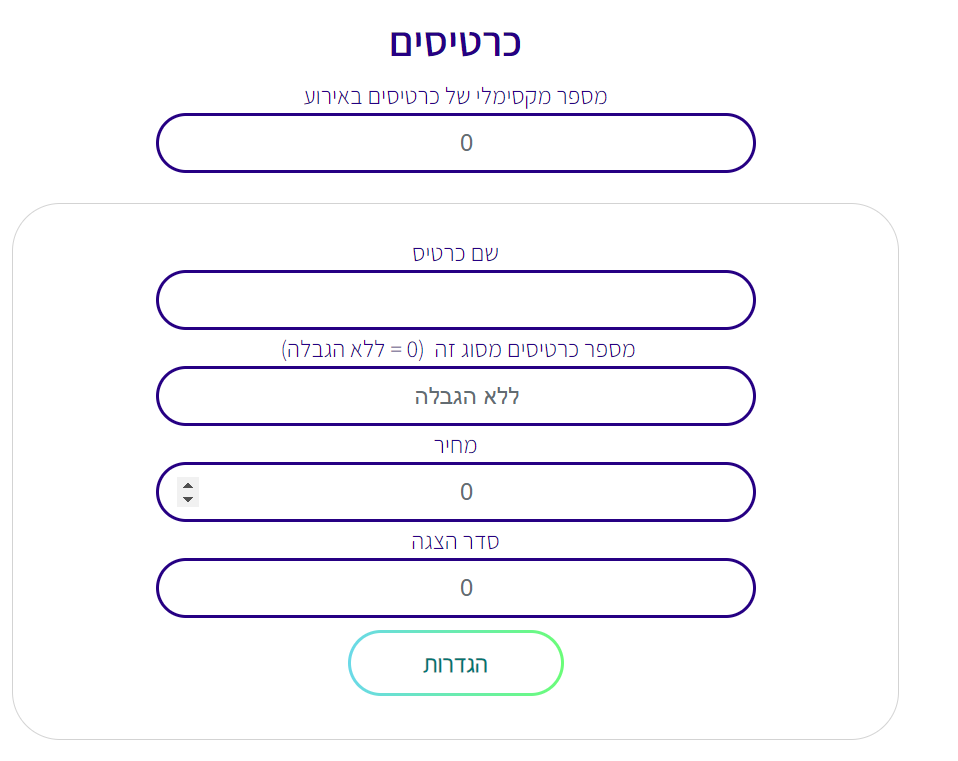 כרטיסים
מספר מקסימלי של כרטיסים באירוע
0
שם כרטיס
מספר כרטיסים מסוג זה (0 = ללא הגבלה)
ללא הגבלה
מחיר
0
סדר הצגה
0
הגדרות